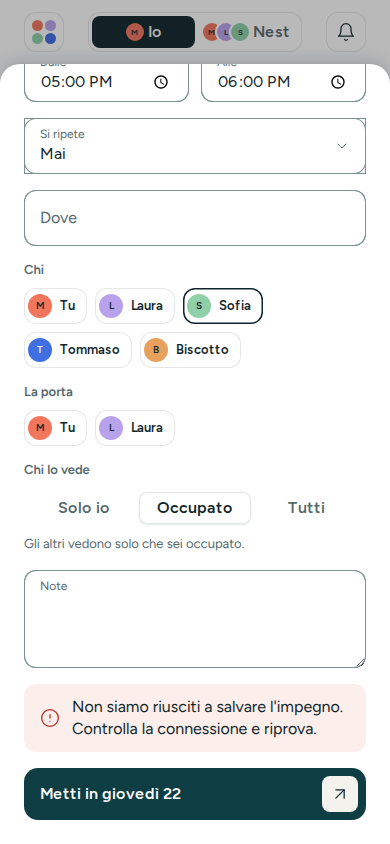 M Io
M L S Nest
Dalle
Alle
05:00 PM
06:00 PM
Si ripete
Mai
Dove
Chi
M Tu
L Laura
S Sofia
T Tommaso
B Biscotto
La porta
M Tu
L Laura
Chi lo vede
Solo io
Occupato
Tutti
Gli altri vedono solo che sei occupato.
Note
Non siamo riusciti a salvare l'impegno.
Controlla la connessione e riprova.
Metti in giovedì 22